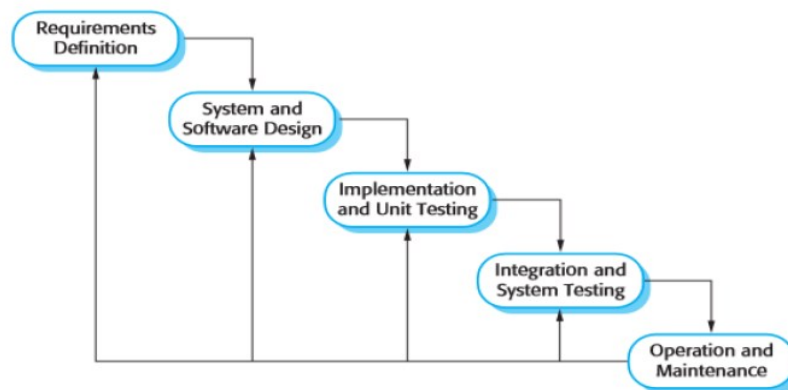 Requirements
Definition
System and
Software Design
Implementation
and Unit Testing
Integration and
System Testing
Operation and
Maintenance